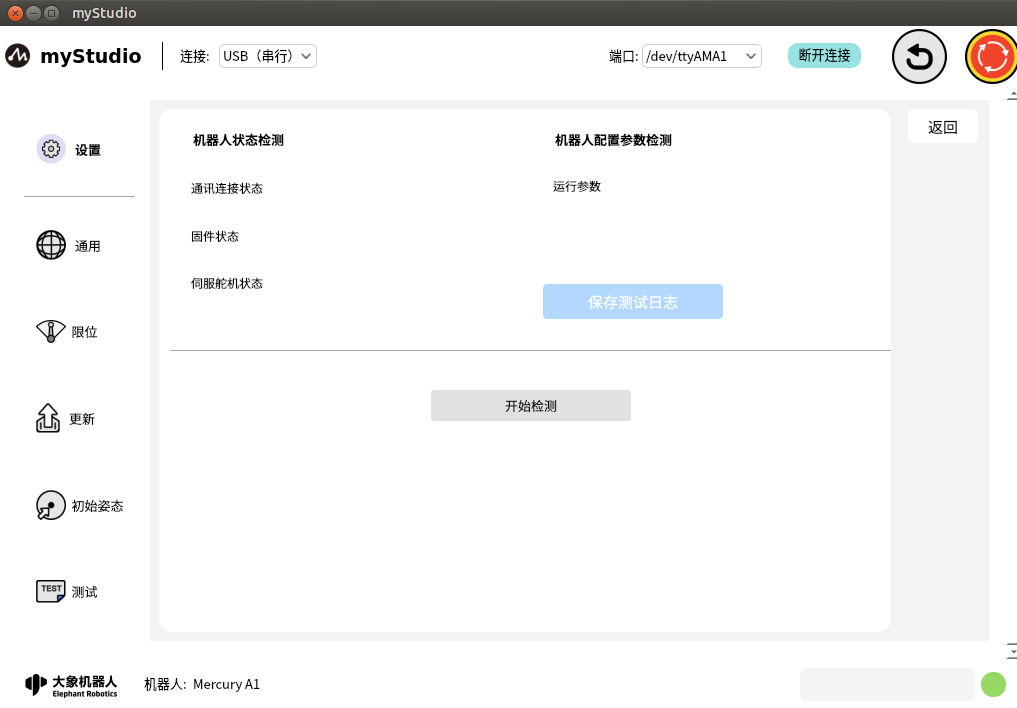 myStudio
myStudio
连接: USB（串行）
端口: /dev/ttyAMA1
断开连接
设置
通用
限位
更新
初始姿态
TEST 测试
机器人状态检测
通讯连接状态
固件状态
伺服舵机状态
机器人配置参数检测
运行参数
保存测试日志
开始检测
返回
大象机器人
Elephant Robotics
机器人: Mercury A1